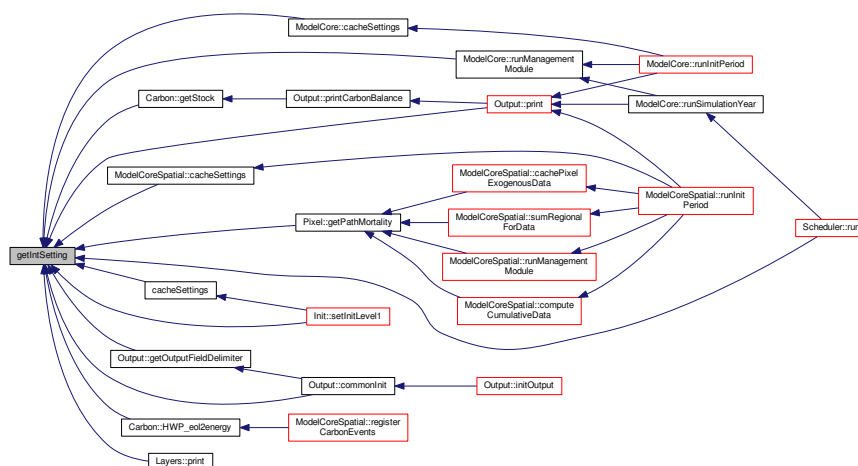 ModelCore::cacheSettings
ModelCore::runManagement
Module
ModelCore::runInitPeriod
Carbon::getStock
Output::printCarbonBalance
Output::print
ModelCore::runSimulationYear
ModelCoreSpatial::cacheSettings
ModelCoreSpatial::cachePixel
ExogenousData
ModelCoreSpatial::runInit
Period
Pixel::getPathMortality
ModelCoreSpatial::sumRegional
ForData
Scheduler::run
getIntSetting
ModelCoreSpatial::runManagement
Module
cacheSettings
ModelCoreSpatial::compute
CumulativeData
Init::setInitLevel1
Output::getOutputFieldDelimiter
Output::commonInit
Output::initOutput
Carbon::HWP_eol2energy
ModelCoreSpatial::register
CarbonEvents
Layers::print